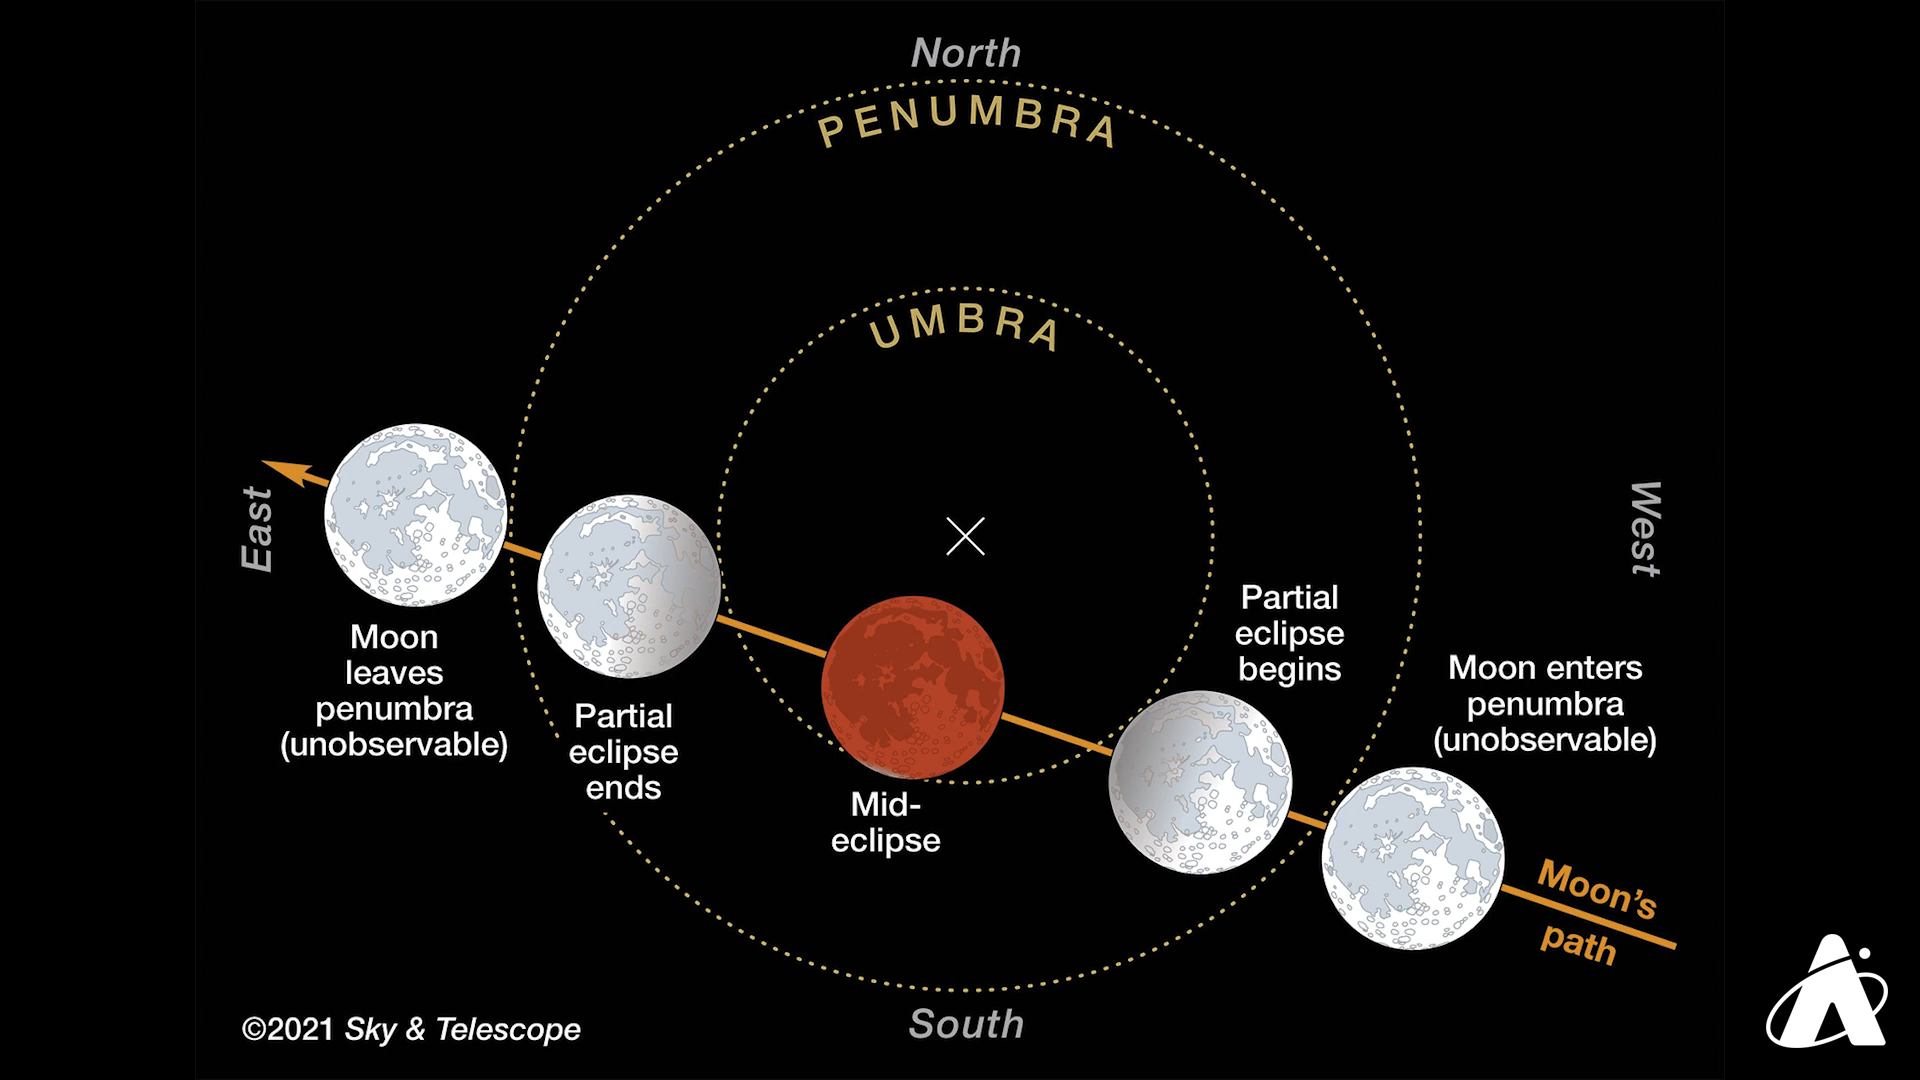 North
PENUMBRA
UMBRA
East
West
Moon
leaves
penumbra
(unobservable)
Partial
eclipse
ends
Mid-
eclipse
Partial
eclipse
begins
Moon enters
penumbra
(unobservable)
Moon's
path
South
©2021 Sky & Telescope